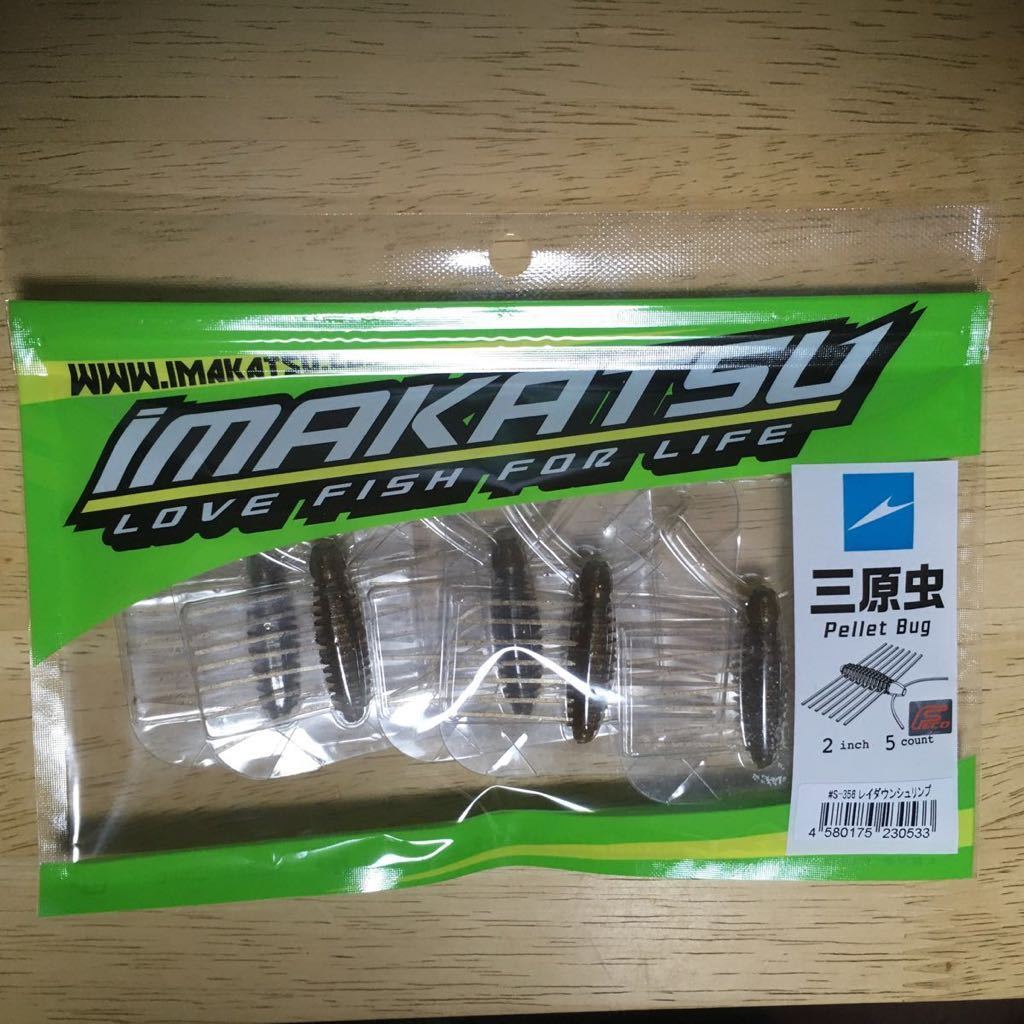 WWW.IMAKATSU.
IMAKATSU
LOVE FISH FOR LIFE
三原虫
Pellet Bug
2 inch 5 count
#S-356 レイダウンシュリンプ
4 580175 230533